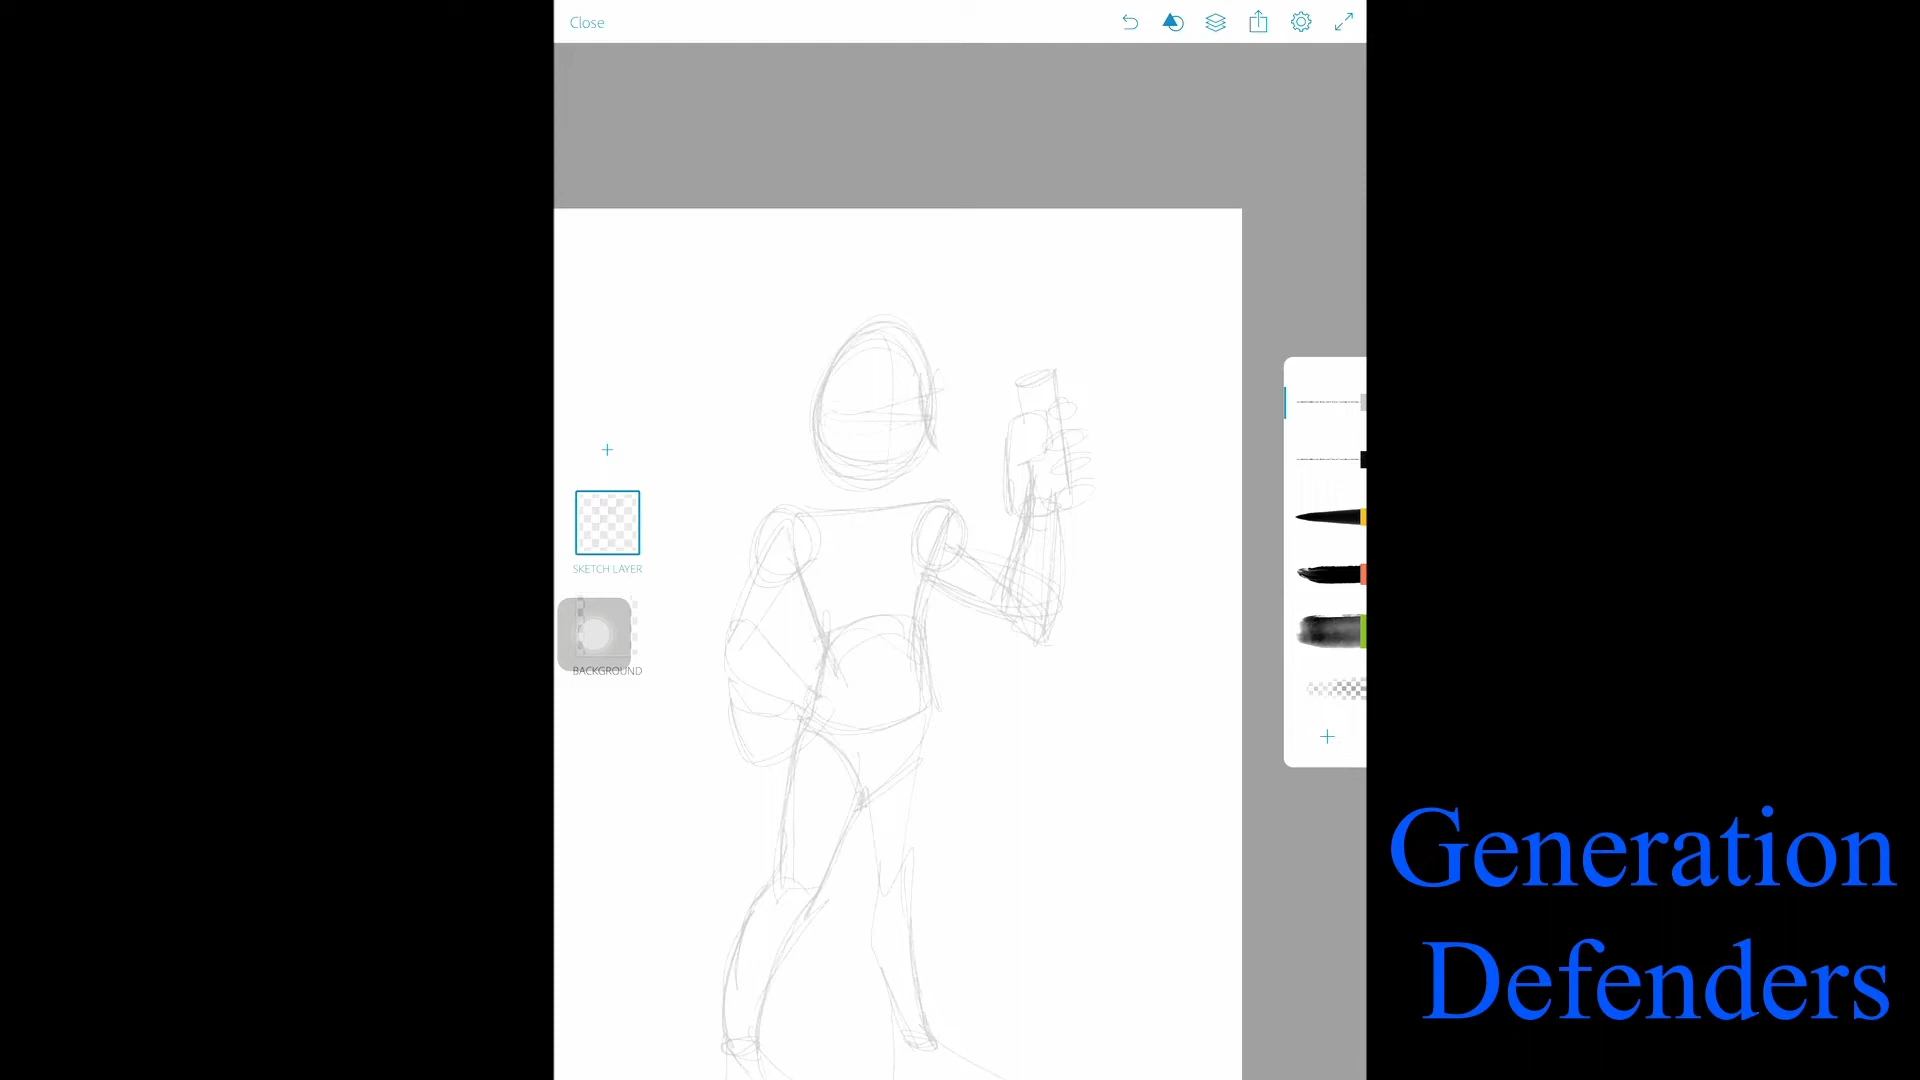 Close
SKETCH LAYER
BACKGROUND
Generation
Defenders